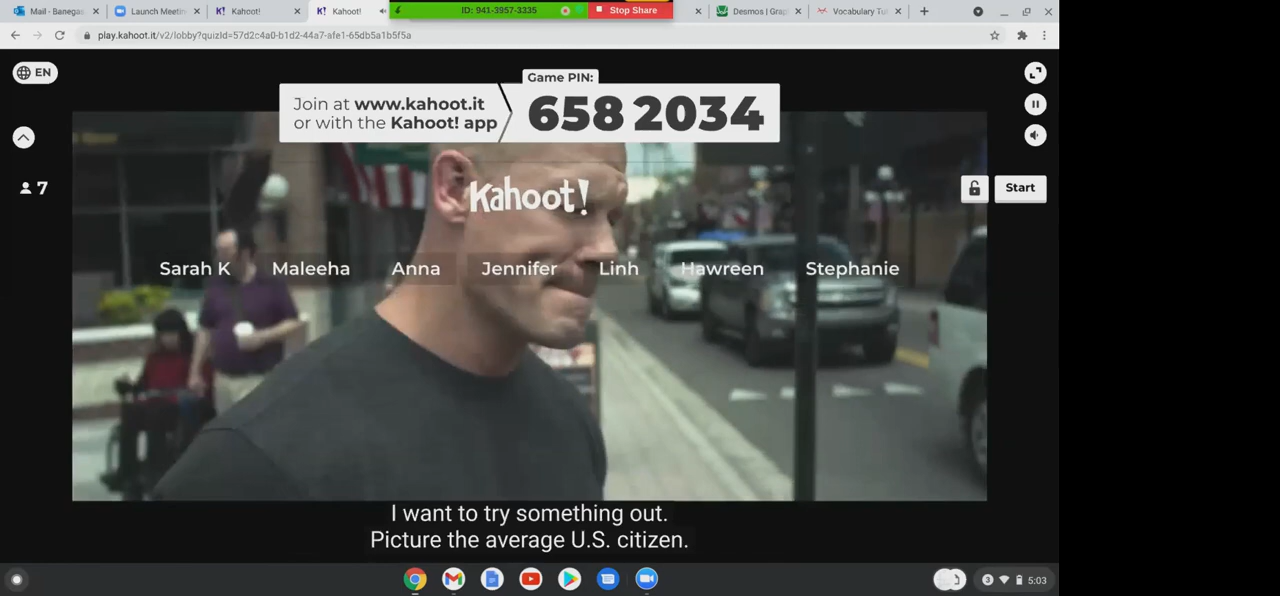 Mail - Banegas
Launch Meetin
Kahoot!
Kahoot!
ID: 941-3957-3335
Stop Share
Desmos | Grap
Vocabulary Tu
play.kahoot.it/v2/lobby?quizId=57d2c4a0-b1d2-44a7-afe1-65db5a1b5f5a
EN
Game PIN:
Join at www.kahoot.it
or with the Kahoot! app
658 2034
7
Kahoot!
Start
Sarah K Maleeha Anna Jennifer Linh Hawreen Stephanie
I want to try something out.
Picture the average U.S. citizen.
3 5:03